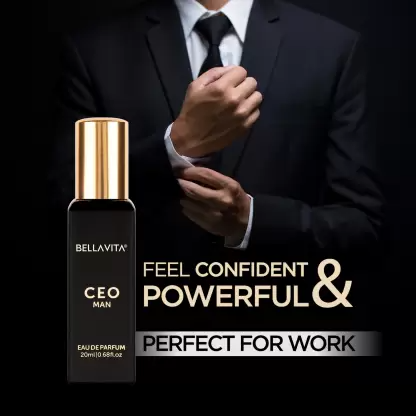 BELLAVITA®
CEO
MAN
EAU DE PARFUM
20ml|0.68fl.oz
FEEL CONFIDENT
POWERFUL &
PERFECT FOR WORK